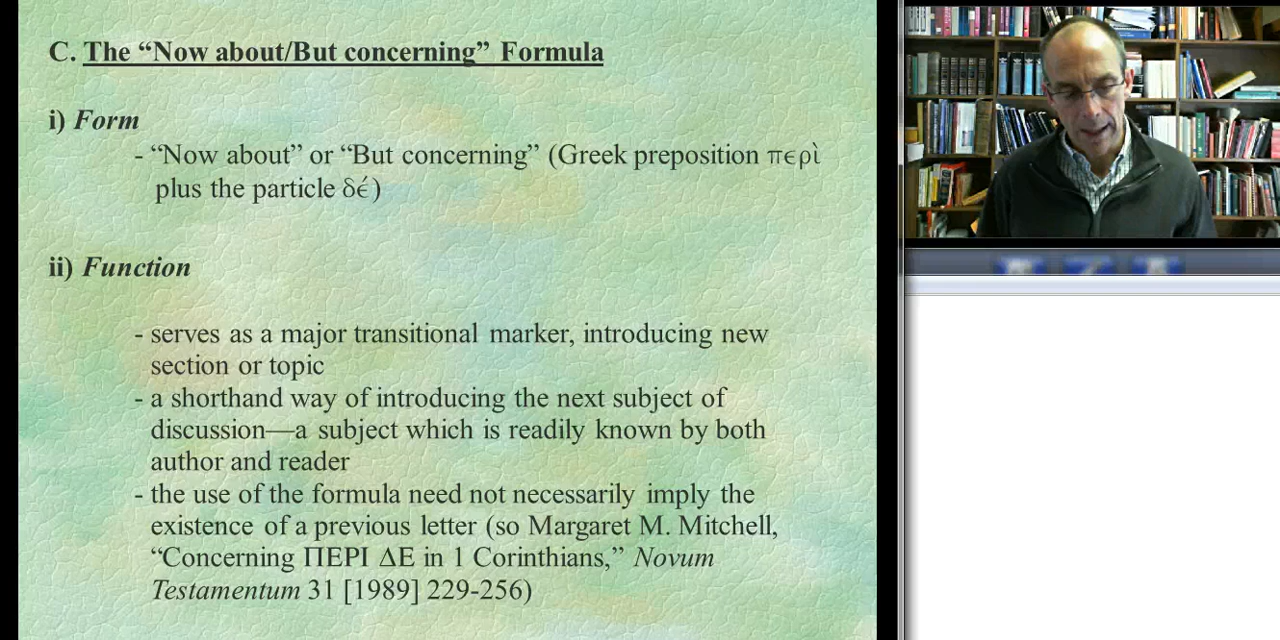 C. The “Now about/But concerning” Formula
i) Form
- “Now about” or “But concerning” (Greek preposition περὶ
plus the particle δέ)
ii) Function
- serves as a major transitional marker, introducing new
section or topic
- a shorthand way of introducing the next subject of
discussion—a subject which is readily known by both
author and reader
- the use of the formula need not necessarily imply the
existence of a previous letter (so Margaret M. Mitchell,
“Concerning ΠΕΡΙ ΔΕ in 1 Corinthians,” Novum
Testamentum 31 [1989] 229-256)